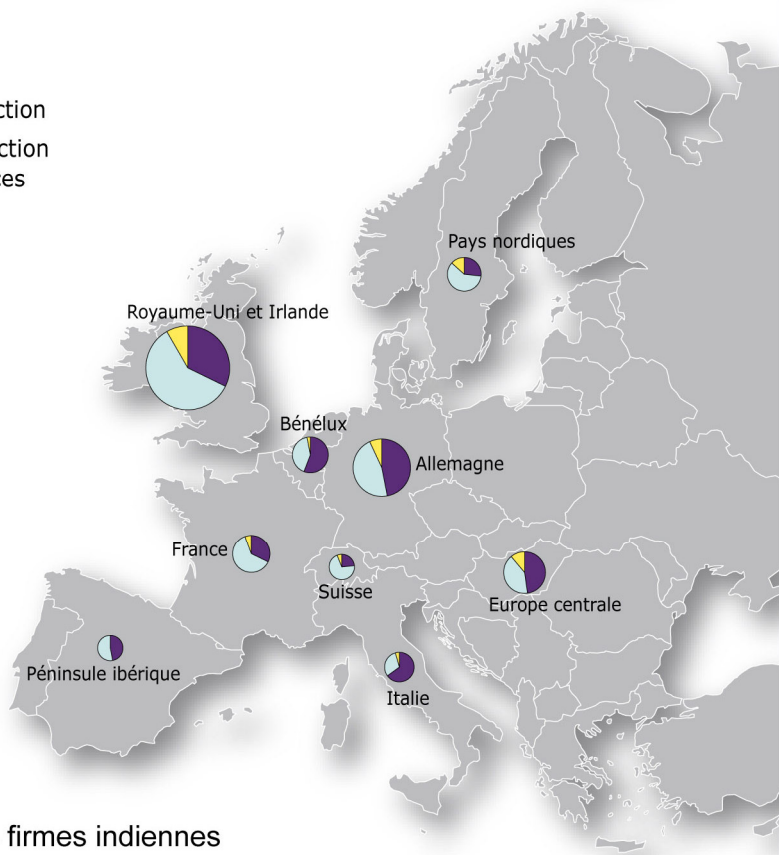 ction
ction
ces
Pays nordiques
Royaume-Uni et Irlande
Bénélux
Allemagne
France
Suisse
Europe centrale
Péninsule ibérique
Italie
firmes indiennes